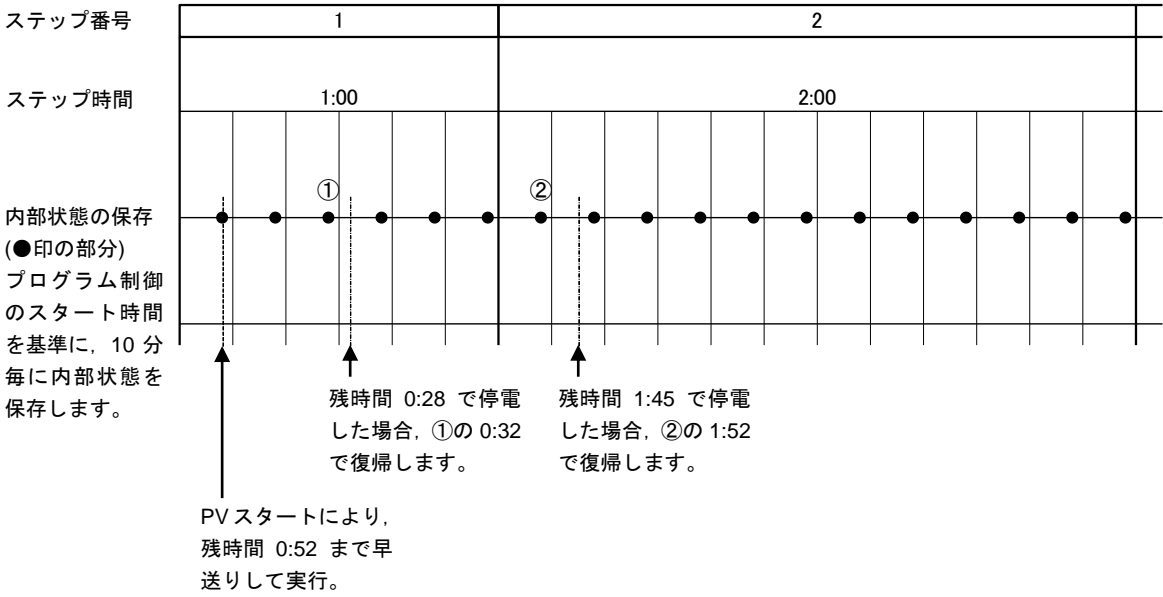 ステップ番号
1
2
ステップ時間
1:00
2:00
①
②
内部状態の保存
(●印の部分)
プログラム制御
のスタート時間
を基準に, 10 分
毎に内部状態を
保存します。
残時間 0:28 で停電
した場合, ①の 0:32
で復帰します。
残時間 1:45 で停電
した場合, ②の 1:52
で復帰します。
PV スタートにより,
残時間 0:52 まで早
送りして実行。